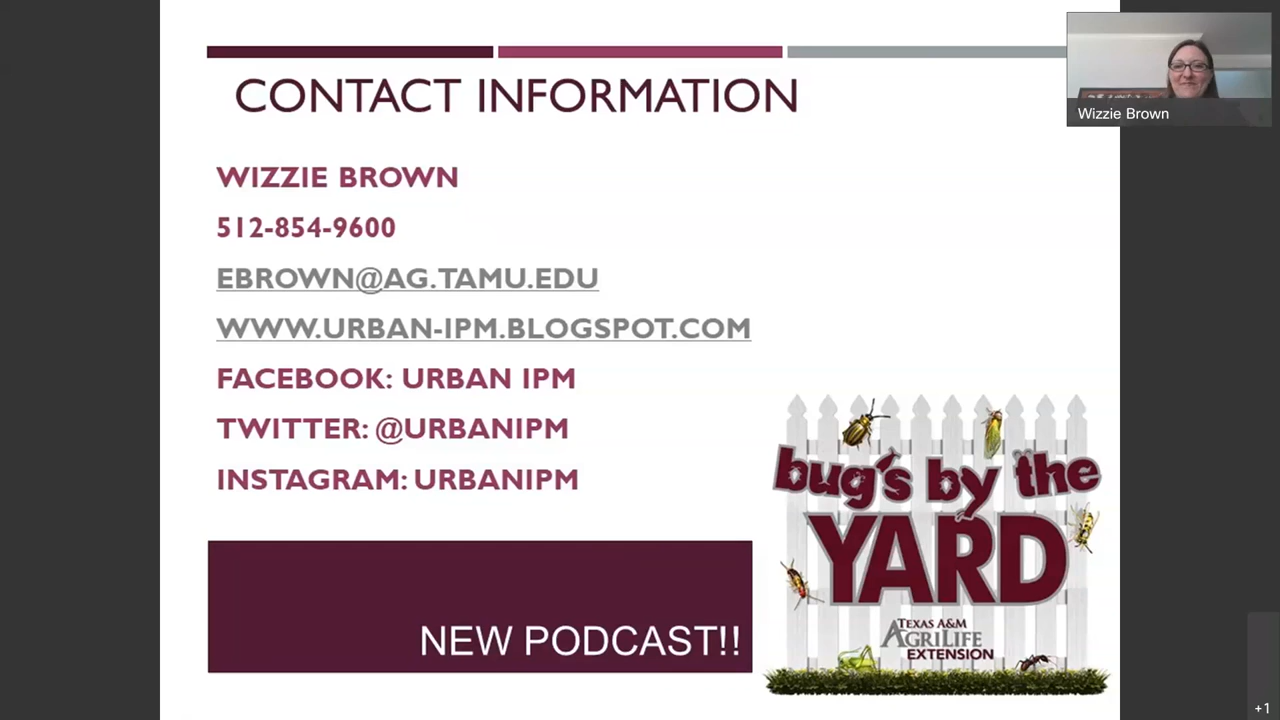 CONTACT INFORMATION
Wizzie Brown
WIZZIE BROWN
512-854-9600
EBROWN@AG.TAMU.EDU
WWW.URBAN-IPM.BLOGSPOT.COM
FACEBOOK: URBAN IPM
TWITTER: @URBANIPM
INSTAGRAM: URBANIPM
bug's by the
YARD
TEXAS A&M
AGRILIFE
EXTENSION
NEW PODCAST!!
+1